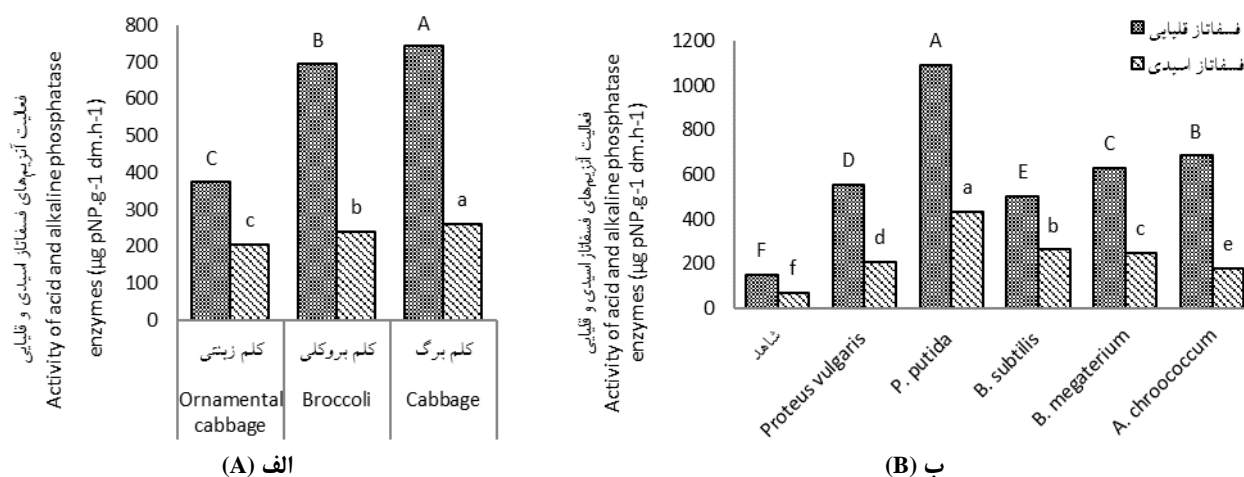 فعالیت آنزیم‌های فسفاتاز اسیدی و قلیایی
Activity of acid and alkaline phosphatase
enzymes (µg pNP.g-1 dm.h-1)
800
700
600
500
400
300
200
100
0
C
c
B
b
A
a
کلم زینتی
کلم بروکلی
کلم برگ
Ornamental
cabbage
Broccoli
Cabbage
الف (A)
فعالیت آنزیم‌های فسفاتاز اسیدی و قلیایی
Activity of acid and alkaline phosphatase
enzymes (µg pNP.g-1 dm.h-1)
فسفاتاز قلیایی
فسفاتاز اسیدی
1200
1000
800
600
400
200
0
F
f
D
d
A
a
E
b
C
c
B
e
شاهد
Proteus vulgaris
P. putida
B. subtilis
B. megaterium
A. chroococcum
ب (B)